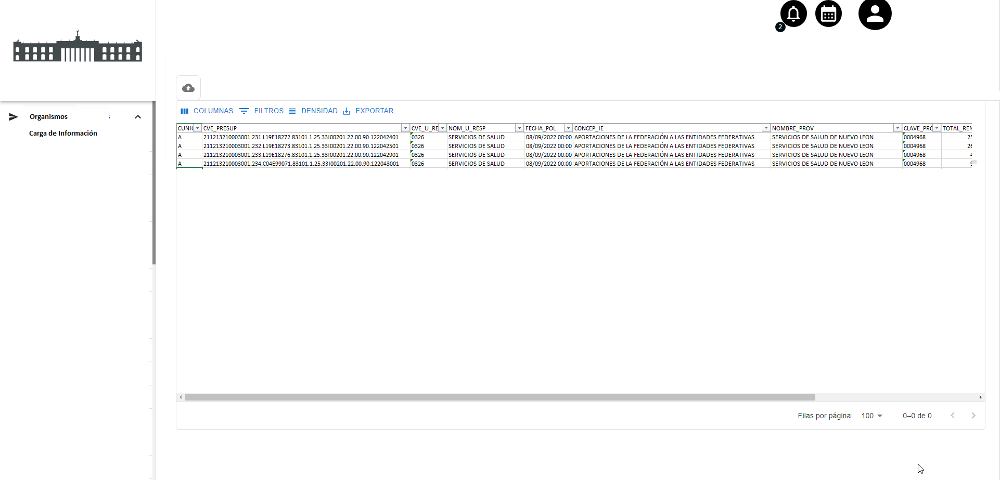 2
Organismos
Carga de Información
COLUMNAS FILTROS DENSIDAD EXPORTAR
CVE_PRESUP NOM_U_RESP FECHA_POL CONCEP_IE NOMBRE_PROV
A 211213210003001.231.L19E18272.83101.1.25.33I00201.22.00.90.122042401 0326 SERVICIOS DE SALUD 08/09/2022 00:00 APORTACIONES DE LA FEDERACIÓN A LAS ENTIDADES FEDERATIVAS SERVICIOS DE SALUD DE NUEVO LEON 0004968
A 211213210003001.232.L19E18273.83101.1.25.33I00201.22.00.90.122042501 0326 SERVICIOS DE SALUD 08/09/2022 00:00 APORTACIONES DE LA FEDERACIÓN A LAS ENTIDADES FEDERATIVAS SERVICIOS DE SALUD DE NUEVO LEON 0004968
A 211213210003001.233.L19E18276.83101.1.25.33I00201.22.00.90.122042901 0326 SERVICIOS DE SALUD 08/09/2022 00:00 APORTACIONES DE LA FEDERACIÓN A LAS ENTIDADES FEDERATIVAS SERVICIOS DE SALUD DE NUEVO LEON 0004968
A 211213210003001.234.C04E99071.83101.1.25.33I00201.22.00.90.122043001 0326 SERVICIOS DE SALUD 08/09/2022 00:00 APORTACIONES DE LA FEDERACIÓN A LAS ENTIDADES FEDERATIVAS SERVICIOS DE SALUD DE NUEVO LEON 0004968
Filas por página: 100 0–0 de 0